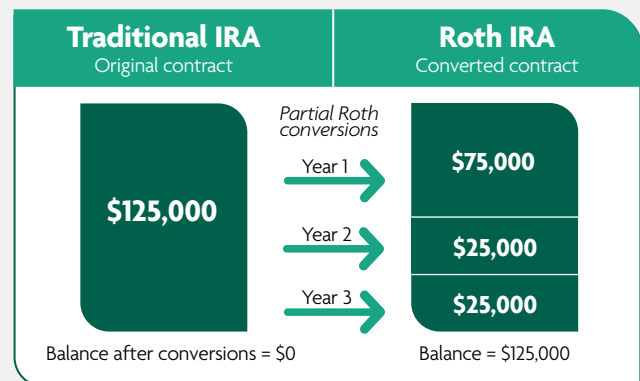 Traditional IRA
Original contract
Roth IRA
Converted contract
Partial Roth
conversions
$125,000
Year 1
Year 2
Year 3
$75,000
$25,000
$25,000
Balance after conversions = $0
Balance = $125,000